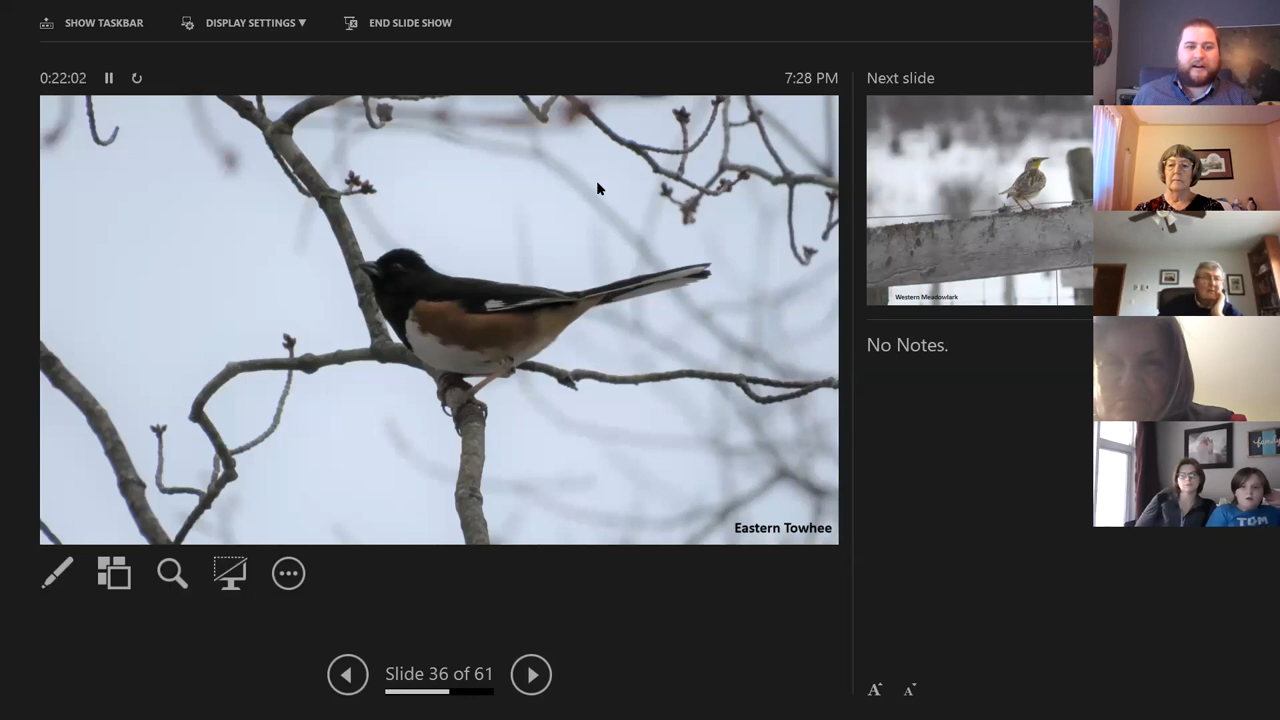 SHOW TASKBAR
DISPLAY SETTINGS ▼
END SLIDE SHOW
0:22:02
7:28 PM
Next slide
Western Meadowlark
No Notes.
family
TOM
Eastern Towhee
Slide 36 of 61
A A